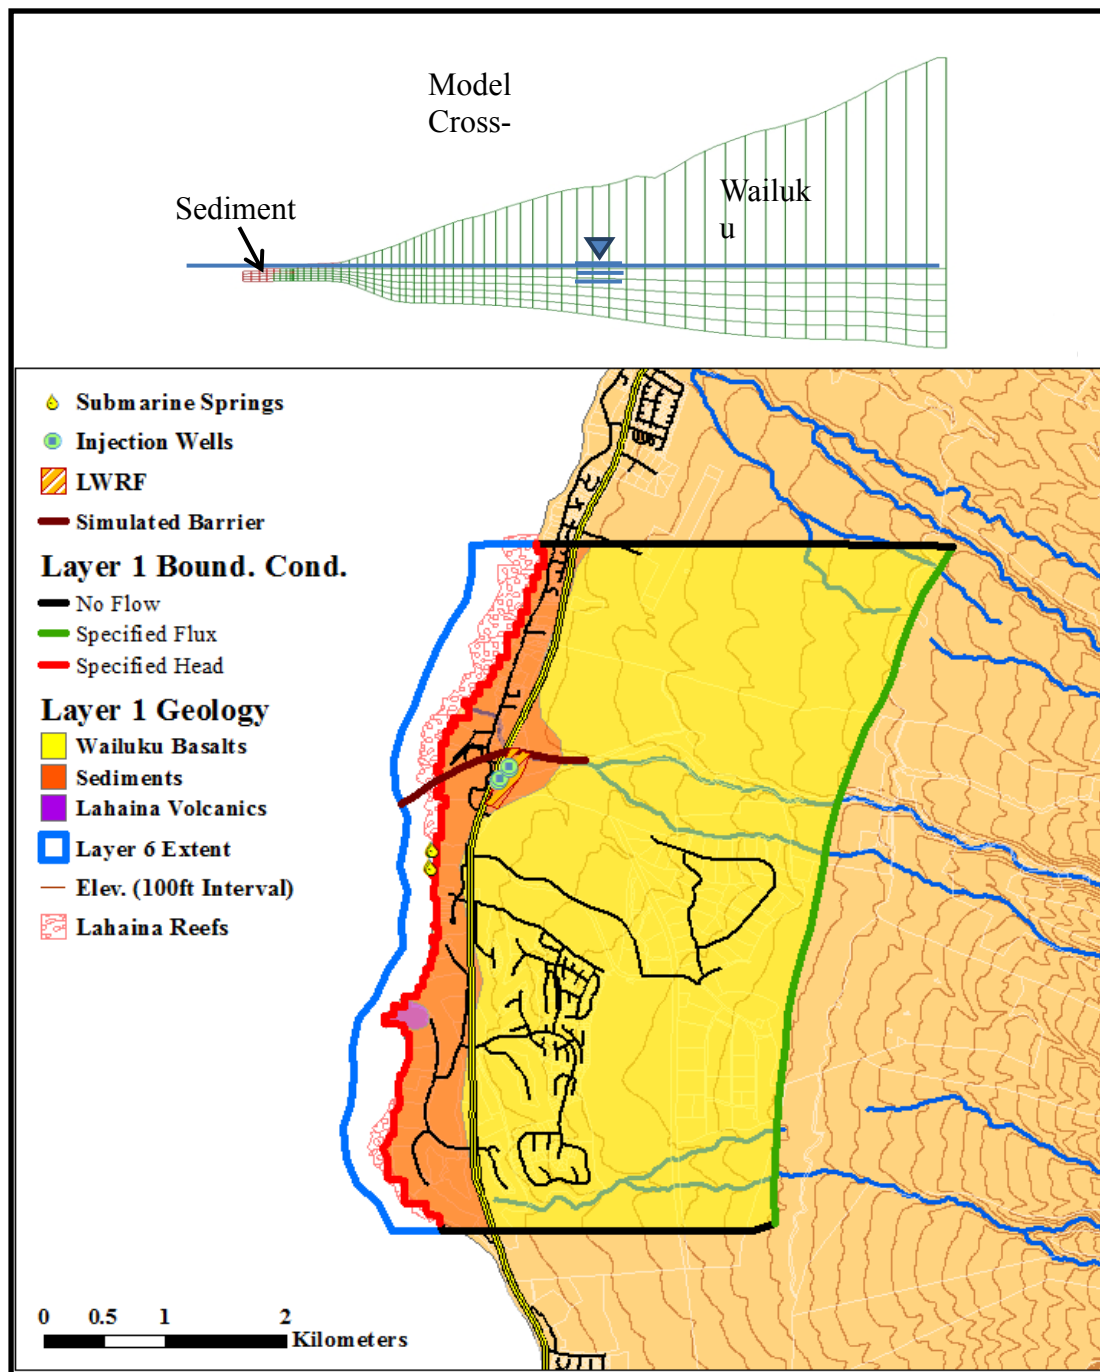 Model
Cross-
Wailuk
u
Sediment
Submarine Springs
Injection Wells
LWRF
Simulated Barrier
Layer 1 Bound. Cond.
No Flow
Specified Flux
Specified Head
Layer 1 Geology
Wailuku Basalts
Sediments
Lahaina Volcanics
Layer 6 Extent
Elev. (100ft Interval)
Lahaina Reefs
0 0.5 1 2
Kilometers